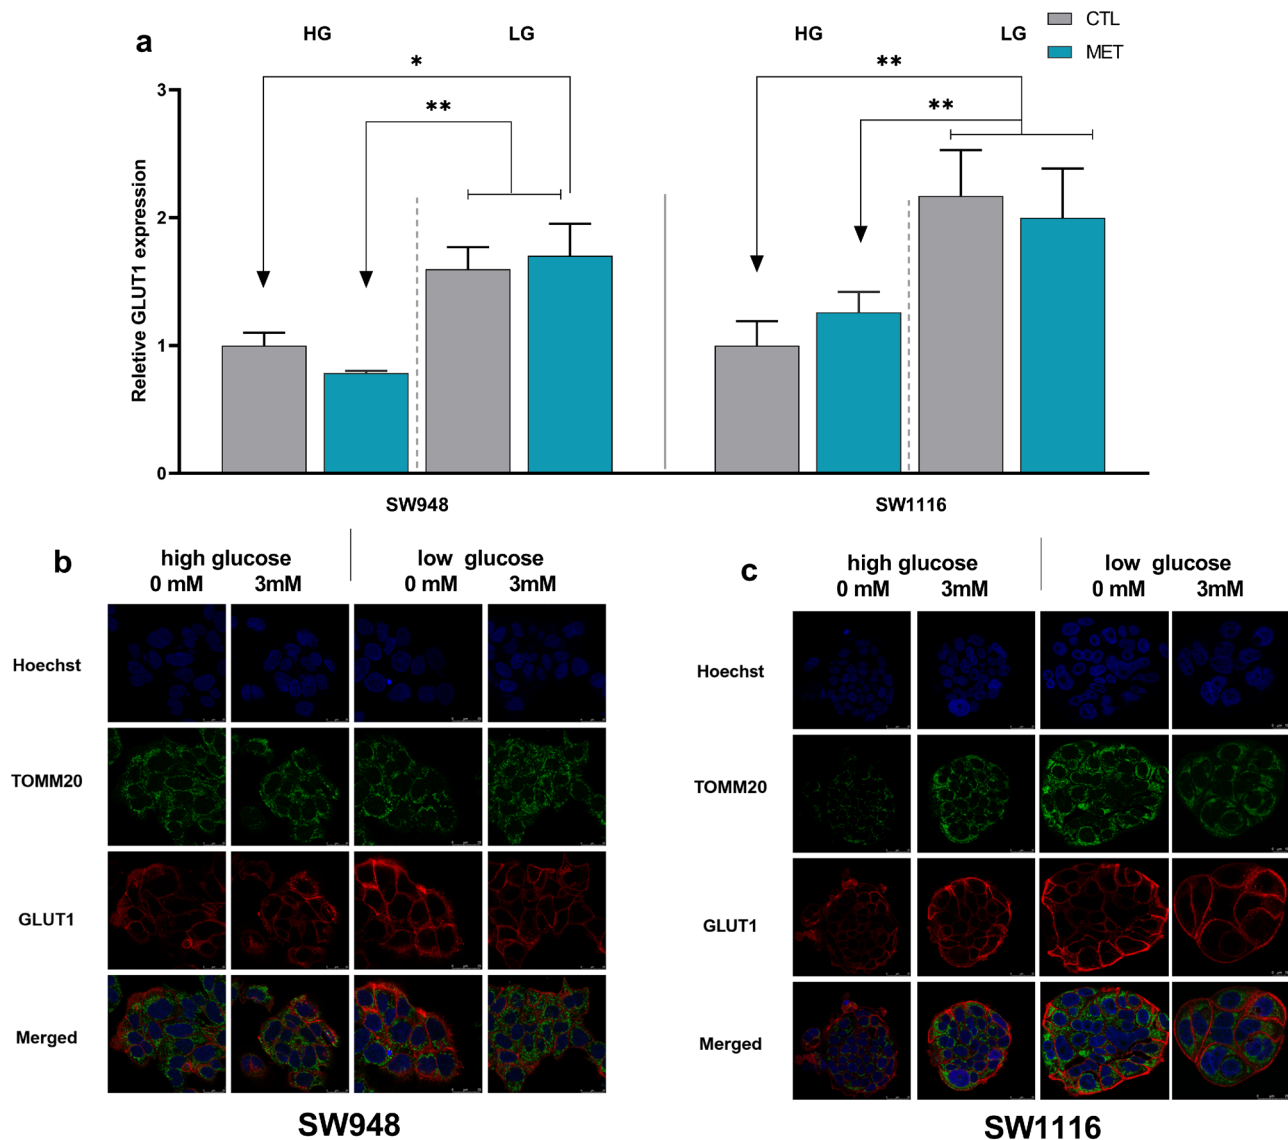 a
HG
LG
HG
LG
CTL
MET
*
**
**
**
3
2
1
0
Reletive GLUT1 expression
SW948
SW1116
b
high glucose
low glucose
0 mM
3mM
0 mM
3mM
Hoechst
TOMM20
GLUT1
Merged
SW948
c
high glucose
low glucose
0 mM
3mM
0 mM
3mM
Hoechst
TOMM20
GLUT1
Merged
SW1116